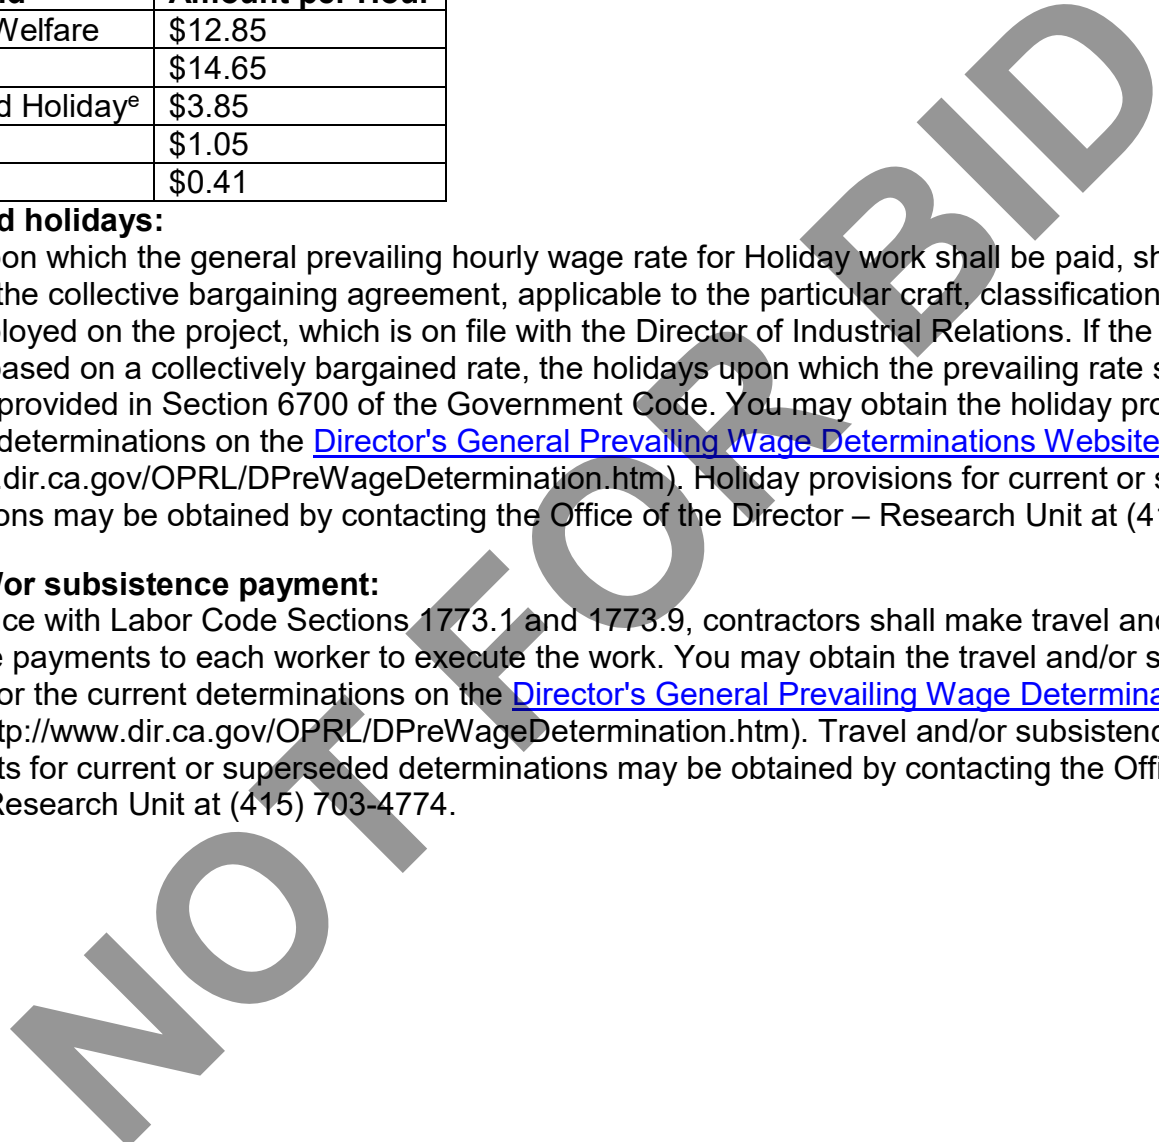 Amount per Hour
Welfare $12.85
$14.65
d Holidayᵉ $3.85
$1.05
$0.41
d holidays:
on which the general prevailing hourly wage rate for Holiday work shall be paid, sh
the collective bargaining agreement, applicable to the particular craft, classification
ployed on the project, which is on file with the Director of Industrial Relations. If the
based on a collectively bargained rate, the holidays upon which the prevailing rate s
provided in Section 6700 of the Government Code. You may obtain the holiday pro
determinations on the Director's General Prevailing Wage Determinations Website
.dir.ca.gov/OPRL/DPreWageDetermination.htm). Holiday provisions for current or s
ons may be obtained by contacting the Office of the Director – Research Unit at (4
/or subsistence payment:
ce with Labor Code Sections 1773.1 and 1773.9, contractors shall make travel and
e payments to each worker to execute the work. You may obtain the travel and/or s
or the current determinations on the Director's General Prevailing Wage Determina
tp://www.dir.ca.gov/OPRL/DPreWageDetermination.htm). Travel and/or subsistenc
ts for current or superseded determinations may be obtained by contacting the Offi
Research Unit at (415) 703-4774.
NOT FOR BID